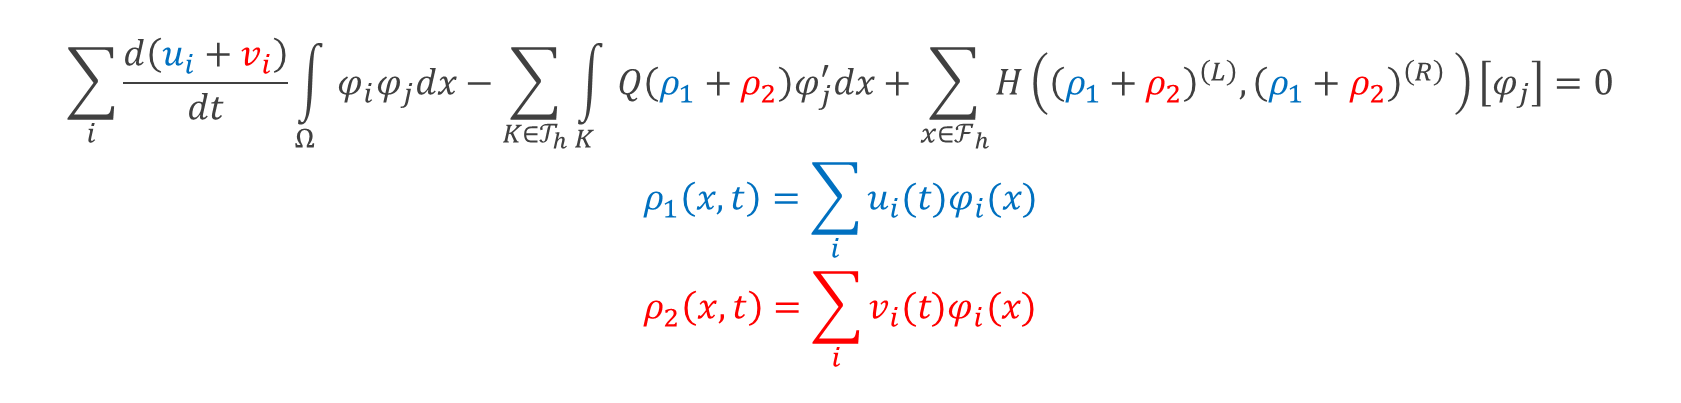 ∑_i d(u_i + v_i)/dt ∫_Ω φ_i φ_j dx − ∑_{K∈𝒯_h} ∫_K Q(ρ_1 + ρ_2)φ′_j dx + ∑_{x∈ℱ_h} H((ρ_1 + ρ_2)^{(L)}, (ρ_1 + ρ_2)^{(R)})[φ_j] = 0
ρ_1(x, t) = ∑_i u_i(t)φ_i(x)
ρ_2(x, t) = ∑_i v_i(t)φ_i(x)